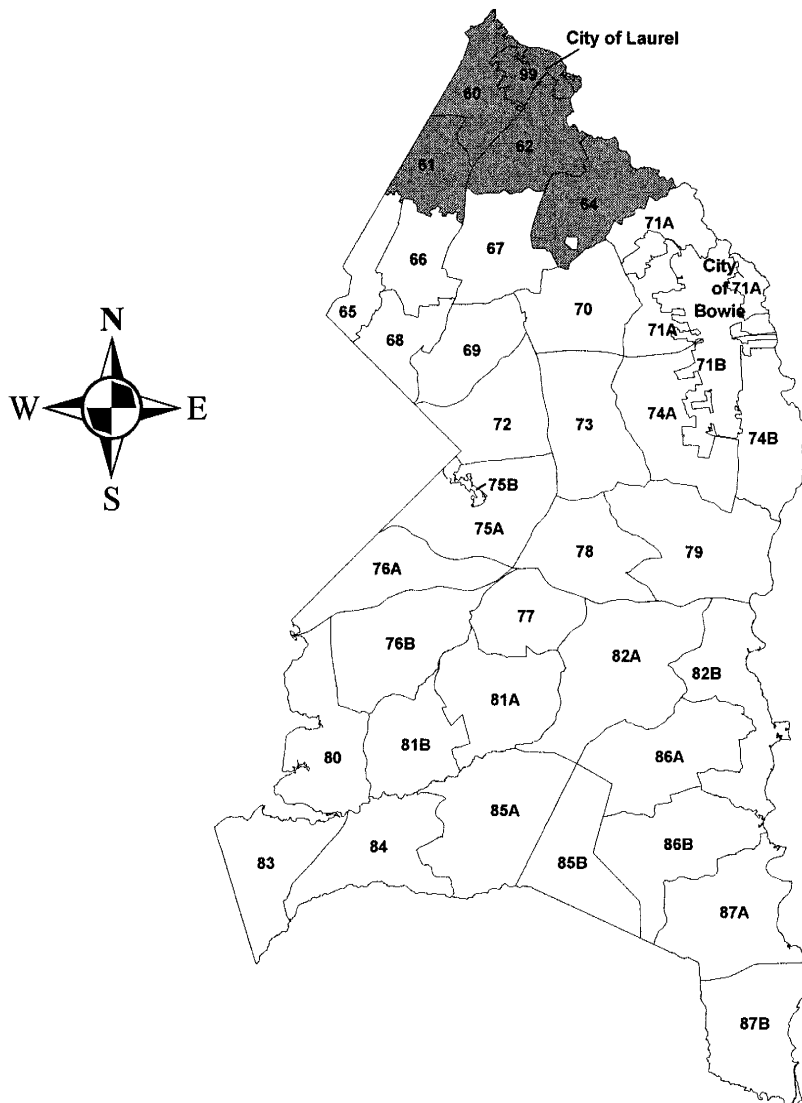 City of Laurel
99
60
62
61
64
71A
66
67
City
of
71A
Bowie
65
70
N
68
69
71A
71B
W
E
72
73
74A
74B
S
75B
75A
78
79
76A
77
76B
82A
82B
81A
81B
80
86A
85A
84
86B
83
85B
87A
87B